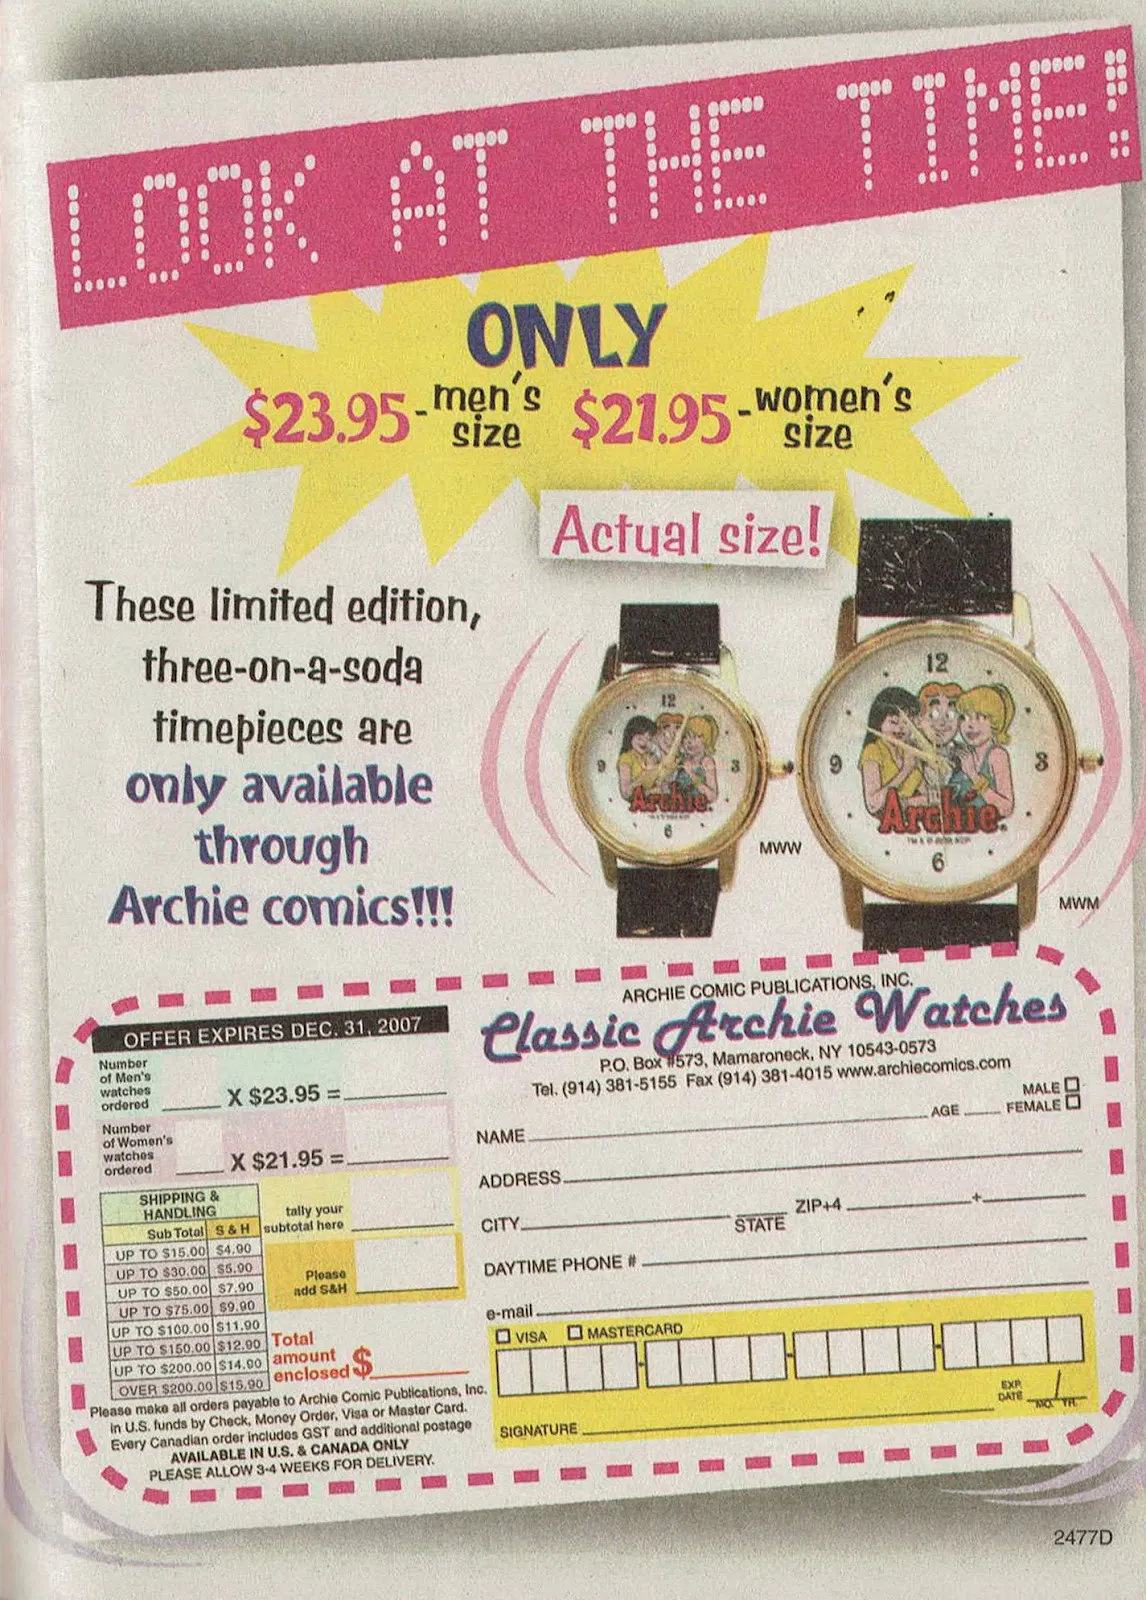 LOOK AT THE TIME!
ONLY
$23.95-men's size $21.95-women's size
Actual size!
These limited edition,
three-on-a-soda
timepieces are
only available
through
Archie comics!!!
12
9 3
Archie
6
MWW
12
9 3
Archie
6
MWM
OFFER EXPIRES DEC. 31, 2007
Number
of Men's
watches
ordered ____ X $23.95 = ____
Number
of Women's
watches
ordered ____ X $21.95 = ____
SHIPPING &
HANDLING
Sub Total S & H
UP TO $15.00 $4.90
UP TO $30.00 $5.90
UP TO $50.00 $7.90
UP TO $75.00 $9.90
UP TO $100.00 $11.90
UP TO $150.00 $12.90
UP TO $200.00 $14.90
OVER $200.00 $15.90
tally your
subtotal here
Please
add S&H
Total
amount
enclosed $
Please make all orders payable to Archie Comic Publications, Inc.
in U.S. funds by Check, Money Order, Visa or Master Card.
Every Canadian order includes GST and additional postage
AVAILABLE IN U.S. & CANADA ONLY
PLEASE ALLOW 3-4 WEEKS FOR DELIVERY.
ARCHIE COMIC PUBLICATIONS, INC.
Classic Archie Watches
P.O. Box #573, Mamaroneck, NY 10543-0573
Tel. (914) 381-5155 Fax (914) 381-4015 www.archiecomics.com
MALE
NAME AGE FEMALE
ADDRESS
CITY STATE ZIP+4 +
DAYTIME PHONE #
e-mail
VISA MASTERCARD
EXP.
DATE /
MO. YR.
SIGNATURE
2477D